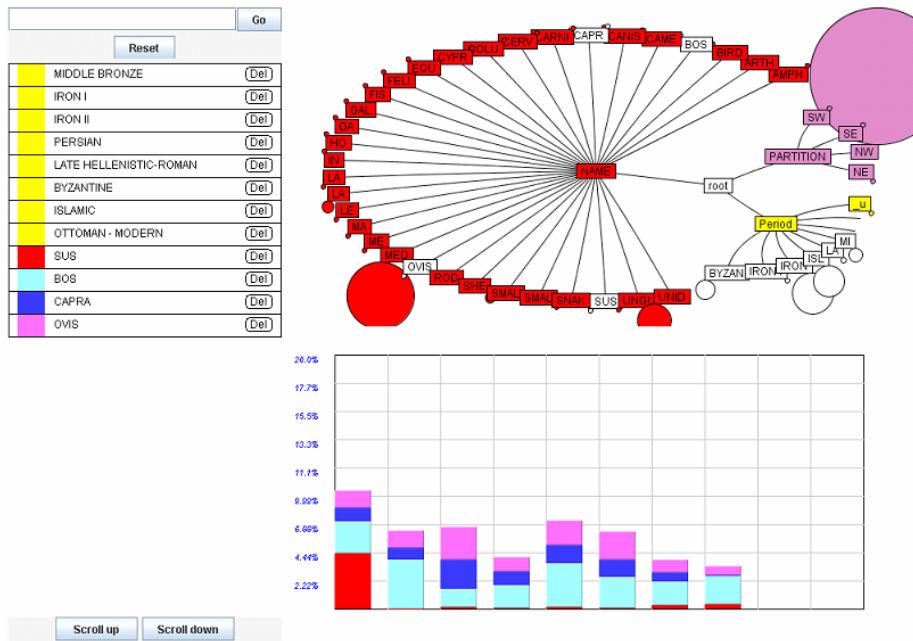 Go
Reset
MIDDLE BRONZE Del
IRON I Del
IRON II Del
PERSIAN Del
LATE HELLENISTIC-ROMAN Del
BYZANTINE Del
ISLAMIC Del
OTTOMAN - MODERN Del
SUS Del
BOS Del
CAPRA Del
OVIS Del
Scroll up Scroll down
CARNI
CAPR
CANIS
CAME
BOS
BIRD
ARTH
AMPH
CERV
COLU
CYPR
EQU
FELI
FIS
GAL
GA
HO
IN
LA
LA
LE
MA
ME
MED
OVIS
ROD
SHE
SMAL
SMAL
SNAK
SUS
UNGU
UNID
NAME
root
PARTITION
SW
SE
NW
NE
Period
_u
MI
LA
ISL
IRON
IRON
BYZAN
20.0%
17.7%
15.5%
13.3%
11.1%
8.88%
6.66%
4.44%
2.22%